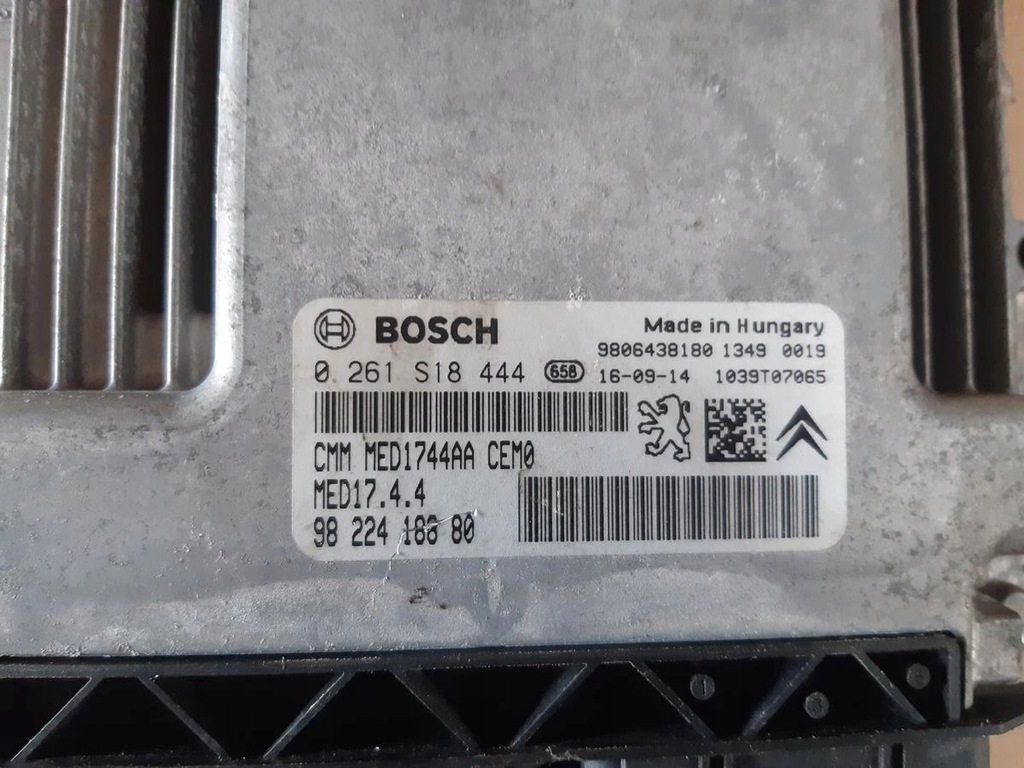 BOSCH
Made in Hungary
9806438180 1349 0019
0 261 S18 444 658 16-09-14 1039T07065
CMM MED1744AA CEM0
MED17.4.4
98 224 188 80